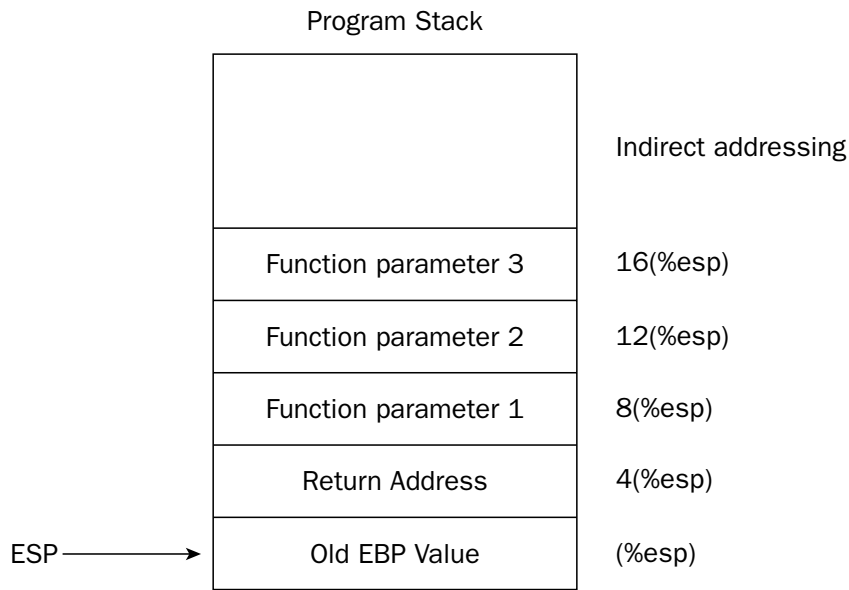 Program Stack
Indirect addressing
Function parameter 3 16(%esp)
Function parameter 2 12(%esp)
Function parameter 1 8(%esp)
Return Address 4(%esp)
ESP Old EBP Value (%esp)